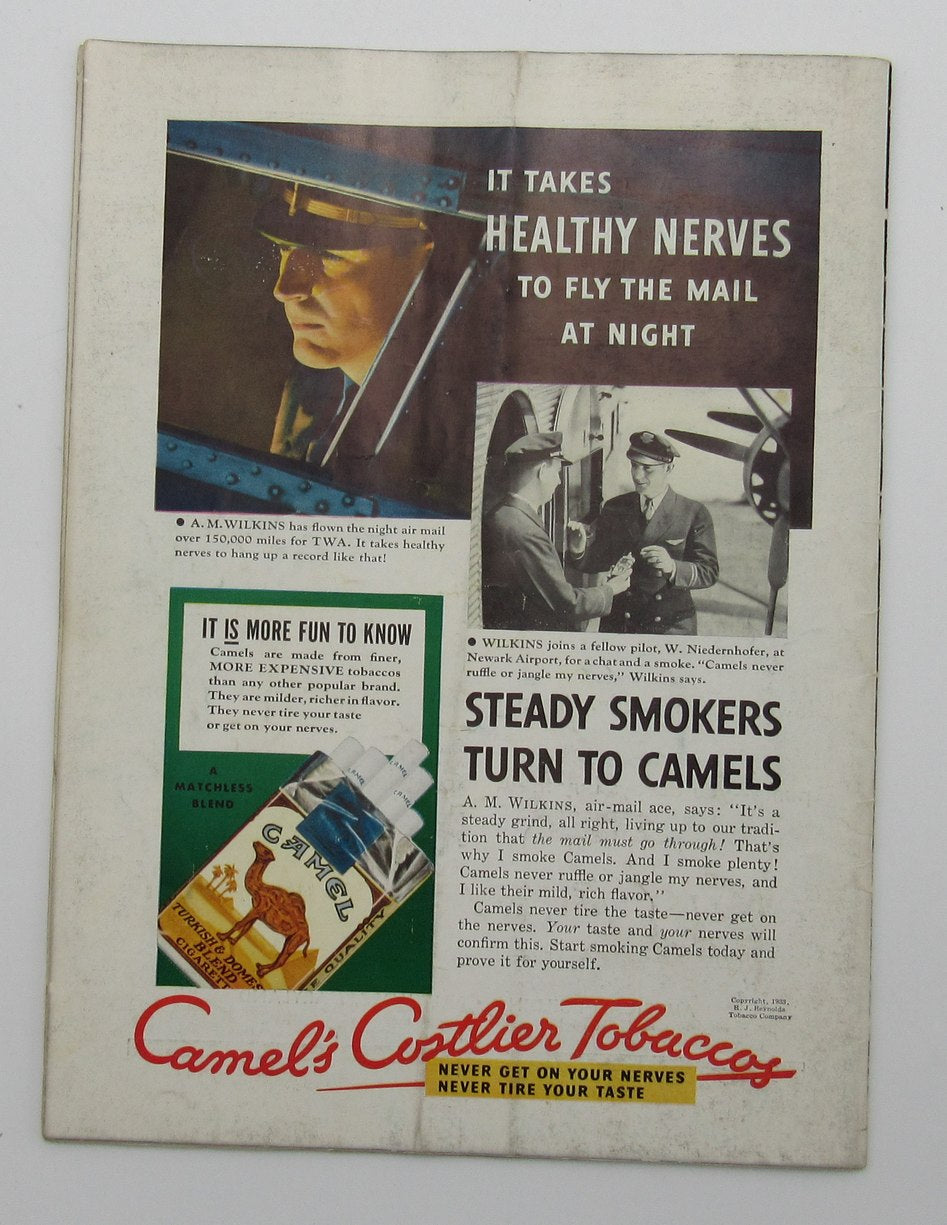 IT TAKES
HEALTHY NERVES
TO FLY THE MAIL
AT NIGHT
• A. M. WILKINS has flown the night air mail
over 150,000 miles for TWA. It takes healthy
nerves to hang up a record like that!
• WILKINS joins a fellow pilot, W. Niedernhofer, at
Newark Airport, for a chat and a smoke. “Camels never
ruffle or jangle my nerves,” Wilkins says.
IT IS MORE FUN TO KNOW
Camels are made from finer,
MORE EXPENSIVE tobaccos
than any other popular brand.
They are milder, richer in flavor.
They never tire your taste
or get on your nerves.
A
MATCHLESS
BLEND
CAMEL
CAMEL
CAMEL
CAMEL
TURKISH & DOMES
BLEND
CIGARET
QUALITY
STEADY SMOKERS
TURN TO CAMELS
A. M. WILKINS, air-mail ace, says: “It's a
steady grind, all right, living up to our tradi-
tion that the mail must go through! That's
why I smoke Camels. And I smoke plenty!
Camels never ruffle or jangle my nerves, and
I like their mild, rich flavor.”
Camels never tire the taste—never get on
the nerves. Your taste and your nerves will
confirm this. Start smoking Camels today and
prove it for yourself.
Copyright, 1933,
R. J. Reynolds
Tobacco Company
Camel's Costlier Tobaccos
NEVER GET ON YOUR NERVES
NEVER TIRE YOUR TASTE